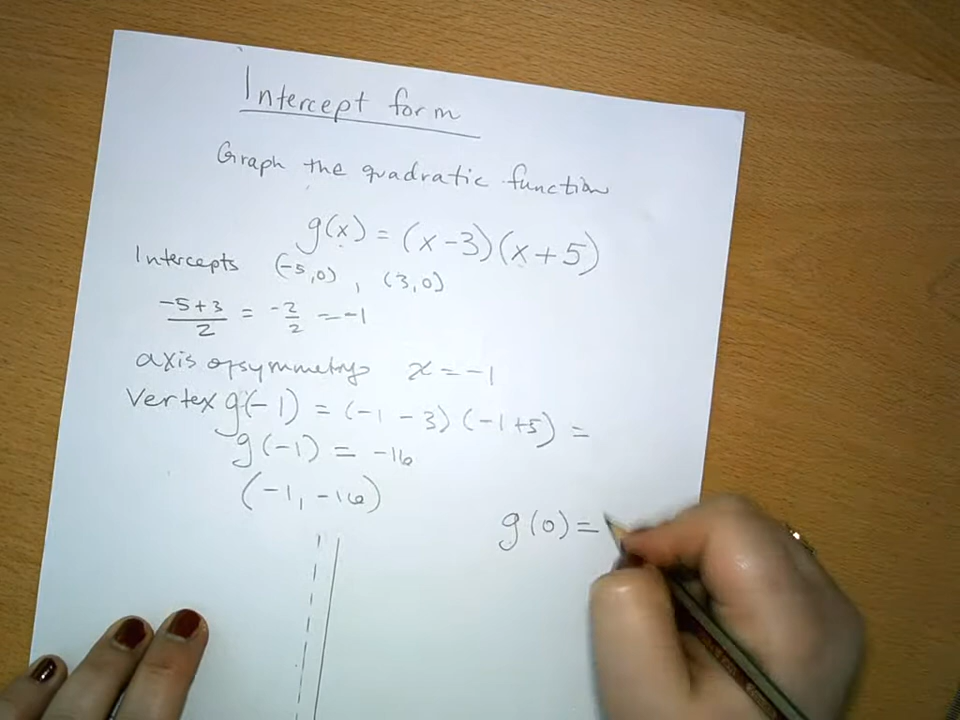 Intercept form
Graph the quadratic function
g(x) = (x-3)(x+5)
Intercepts (-5,0), (3,0)
-5+3/2 = -2/2 = -1
axis of symmetry x = -1
Vertex g(-1) = (-1-3)(-1+5) =
g(-1) = -16
(-1, -16)
g(0) =